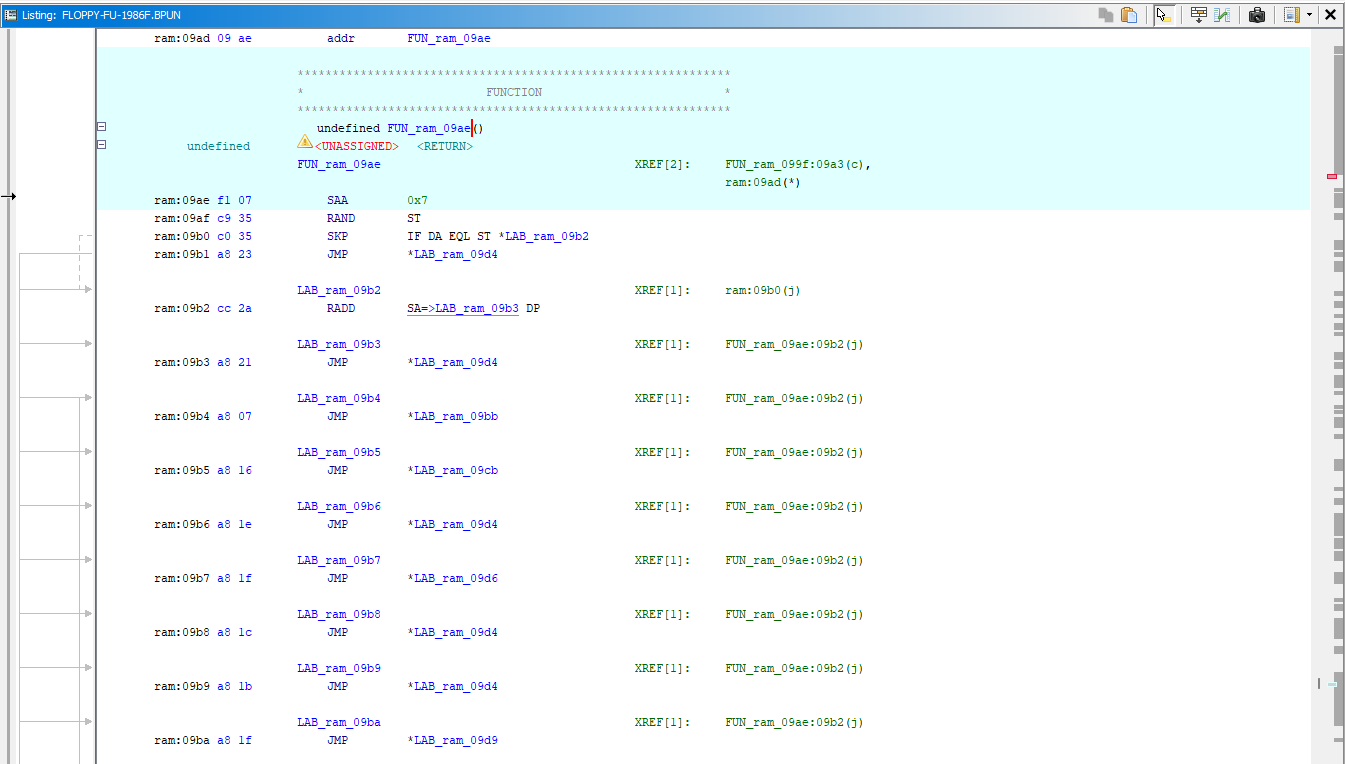 Listing: FLOPPY-FU-1986F.BPUN
ram:09ad 09 ae addr FUN_ram_09ae
**************************************************************
* FUNCTION *
**************************************************************
undefined FUN_ram_09ae()
undefined <UNASSIGNED> <RETURN>
FUN_ram_09ae XREF[2]: FUN_ram_099f:09a3(c),
ram:09ad(*)
ram:09ae f1 07 SAA 0x7
ram:09af c9 35 RAND ST
ram:09b0 c0 35 SKP IF DA EQL ST *LAB_ram_09b2
ram:09b1 a8 23 JMP *LAB_ram_09d4
LAB_ram_09b2 XREF[1]: ram:09b0(j)
ram:09b2 cc 2a RADD SA=>LAB_ram_09b3 DP
LAB_ram_09b3 XREF[1]: FUN_ram_09ae:09b2(j)
ram:09b3 a8 21 JMP *LAB_ram_09d4
LAB_ram_09b4 XREF[1]: FUN_ram_09ae:09b2(j)
ram:09b4 a8 07 JMP *LAB_ram_09bb
LAB_ram_09b5 XREF[1]: FUN_ram_09ae:09b2(j)
ram:09b5 a8 16 JMP *LAB_ram_09cb
LAB_ram_09b6 XREF[1]: FUN_ram_09ae:09b2(j)
ram:09b6 a8 1e JMP *LAB_ram_09d4
LAB_ram_09b7 XREF[1]: FUN_ram_09ae:09b2(j)
ram:09b7 a8 1f JMP *LAB_ram_09d6
LAB_ram_09b8 XREF[1]: FUN_ram_09ae:09b2(j)
ram:09b8 a8 1c JMP *LAB_ram_09d4
LAB_ram_09b9 XREF[1]: FUN_ram_09ae:09b2(j)
ram:09b9 a8 1b JMP *LAB_ram_09d4
LAB_ram_09ba XREF[1]: FUN_ram_09ae:09b2(j)
ram:09ba a8 1f JMP *LAB_ram_09d9